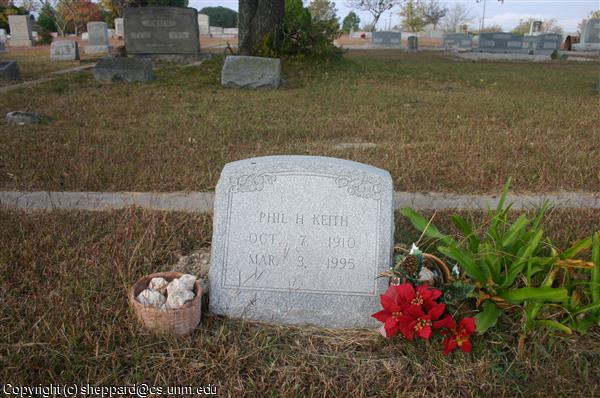 PHIL H KEITH
OCT. 7, 1910
MAR. 3, 1995
Copyright (c) sheppard@cs.unm.edu